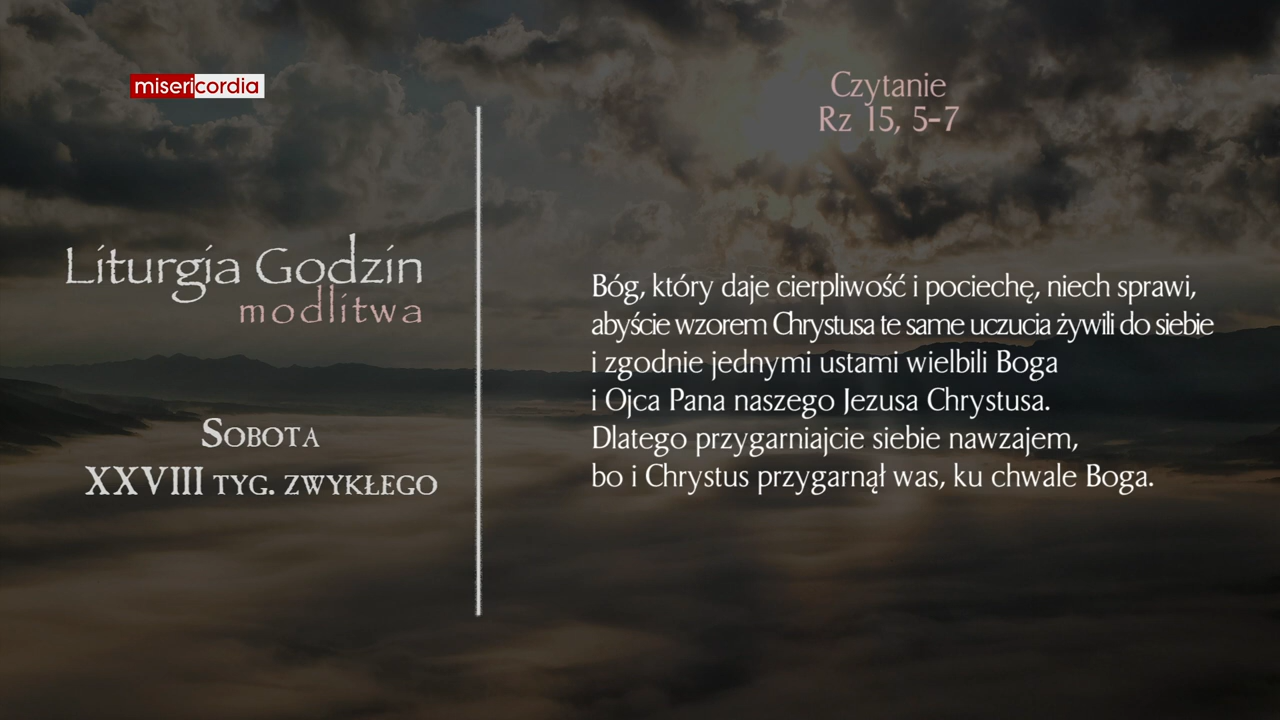 misericordia
Liturgia Godzin
modlitwa
Sobota
XXVIII tyg. zwykłego
Czytanie
Rz 15, 5-7
Bóg, który daje cierpliwość i pociechę, niech sprawi,
abyście wzorem Chrystusa te same uczucia żywili do siebie
i zgodnie jednymi ustami wielbili Boga
i Ojca Pana naszego Jezusa Chrystusa.
Dlatego przygarniajcie siebie nawzajem,
bo i Chrystus przygarnął was, ku chwale Boga.